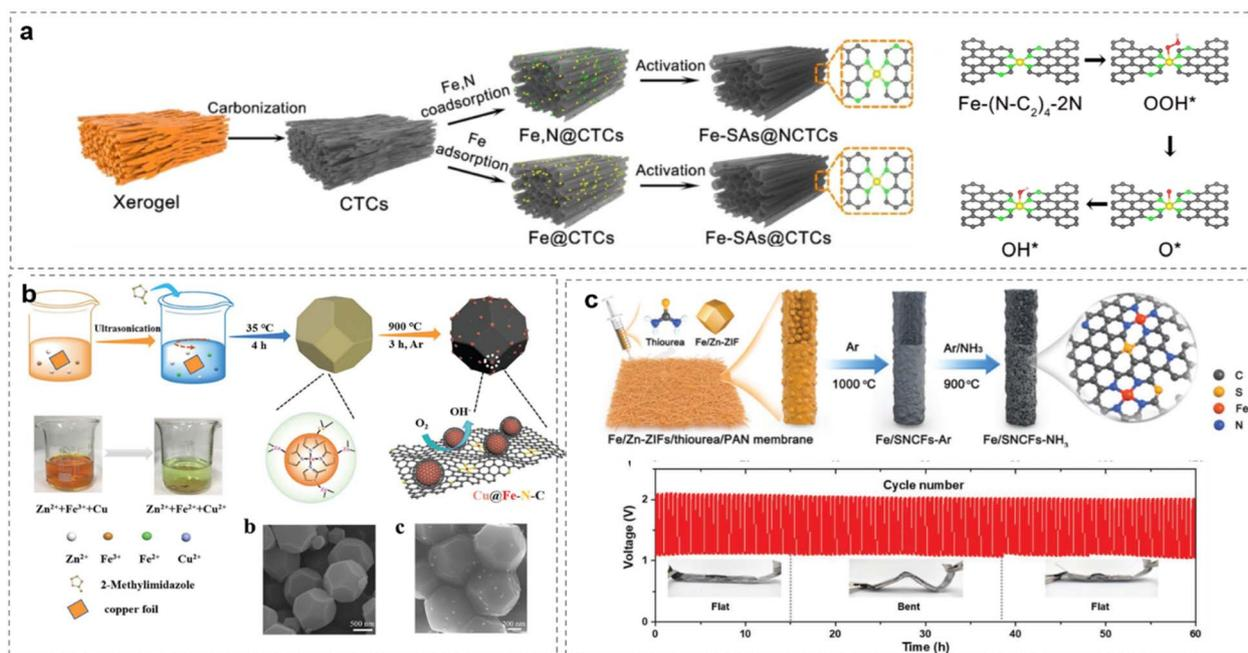 a
Xerogel
Carbonization
CTCs
Fe,N
coadsorption
Fe
adsorption
Fe,N@CTCs
Fe@CTCs
Activation
Activation
Fe-SAs@NCTCs
Fe-SAs@CTCs
Fe-(N-C₂)₄-2N
OOH*
OH*
O*
b
Ultrasonication
35 ℃
4 h
900 ℃
3 h, Ar
O₂
OH⁻
Cu@Fe-N-C
Zn²⁺+Fe³⁺+Cu
Zn²⁺+Fe²⁺+Cu²⁺
Zn²⁺
Fe³⁺
Fe²⁺
Cu²⁺
2-Methylimidazole
copper foil
b
500 nm
c
200 nm
c
Thiourea
Fe/Zn-ZIF
Fe/Zn-ZIFs/thiourea/PAN membrane
Ar
1000 ℃
Fe/SNCFs-Ar
Ar/NH₃
900℃
Fe/SNCFs-NH₃
C
S
Fe
N
Cycle number
Voltage (V)
2
1
0
Flat
Bent
Flat
0 10 20 30 40 50 60
Time (h)